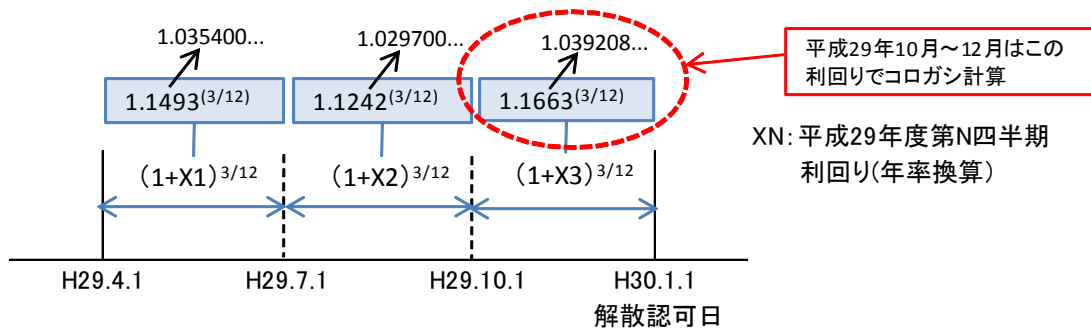 1.035400...
1.029700...
1.039208...
平成29年10月～12月はこの
利回りでコロガシ計算
1.1493(3/12)
1.1242(3/12)
1.1663(3/12)
XN:平成29年度第N四半期
利回り(年率換算)
(1+X1)3/12
(1+X2)3/12
(1+X3)3/12
H29.4.1
H29.7.1
H29.10.1
H30.1.1
解散認可日